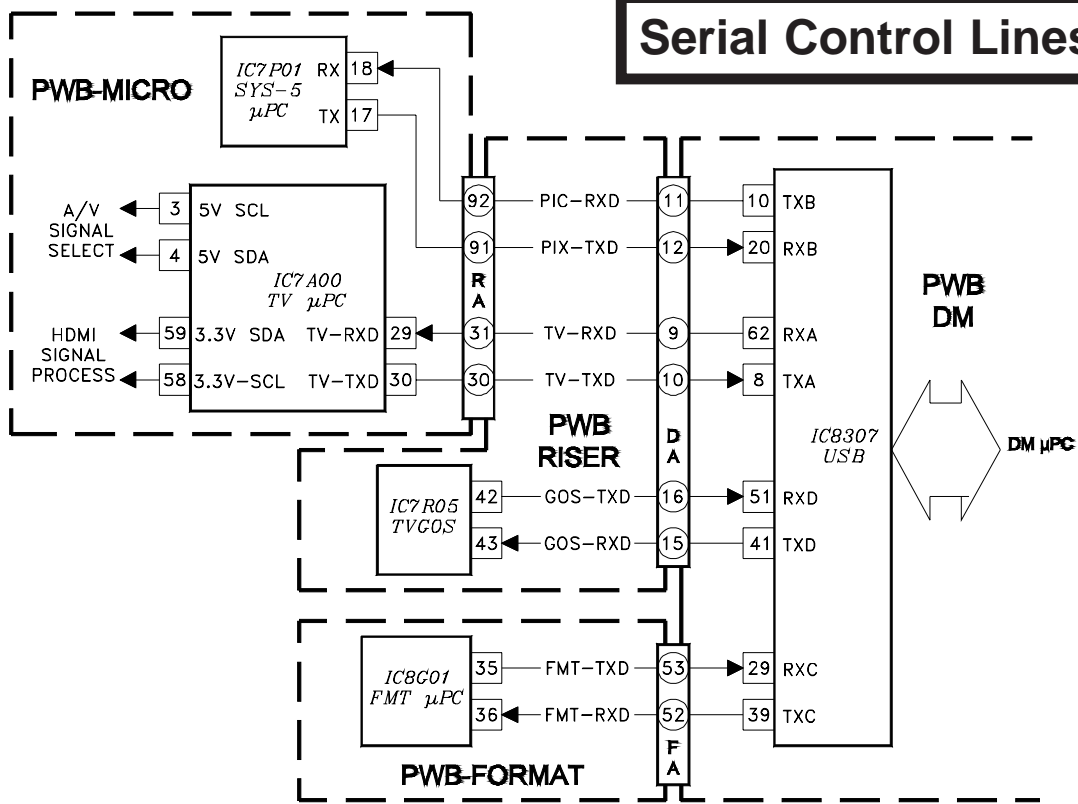 Serial Control Lines
PWB-MICRO
IC7P01
SYS-5
µPC
RX 18
TX 17
A/V
SIGNAL
SELECT
3 5V SCL
4 5V SDA
IC7A00
TV µPC
HDMI
SIGNAL
PROCESS
59 3.3V SDA
58 3.3V-SCL
TV-RXD 29
TV-TXD 30
92
91
R
A
31
30
PIC-RXD
PIX-TXD
TV-RXD
TV-TXD
PWB
RISER
11
12
9
10
D
A
16
15
10 TXB
20 RXB
62 RXA
8 TXA
IC8307
USB
51 RXD
41 TXD
29 RXC
39 TXC
PWB
DM
DM µPC
IC7R05
TVGOS
42 GOS-TXD
43 GOS-RXD
IC8G01
FMT µPC
35 FMT-TXD 53
36 FMT-RXD 52
F
A
PWB-FORMAT